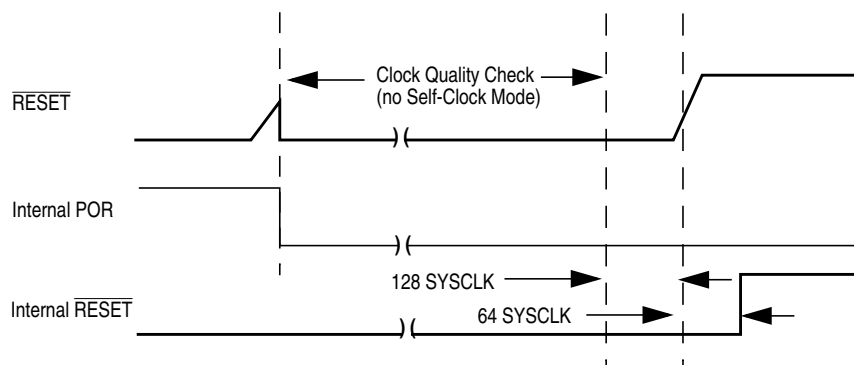 Clock Quality Check
(no Self-Clock Mode)
RESET
)(
Internal POR
)(
128 SYSCLK
Internal RESET
64 SYSCLK
)(